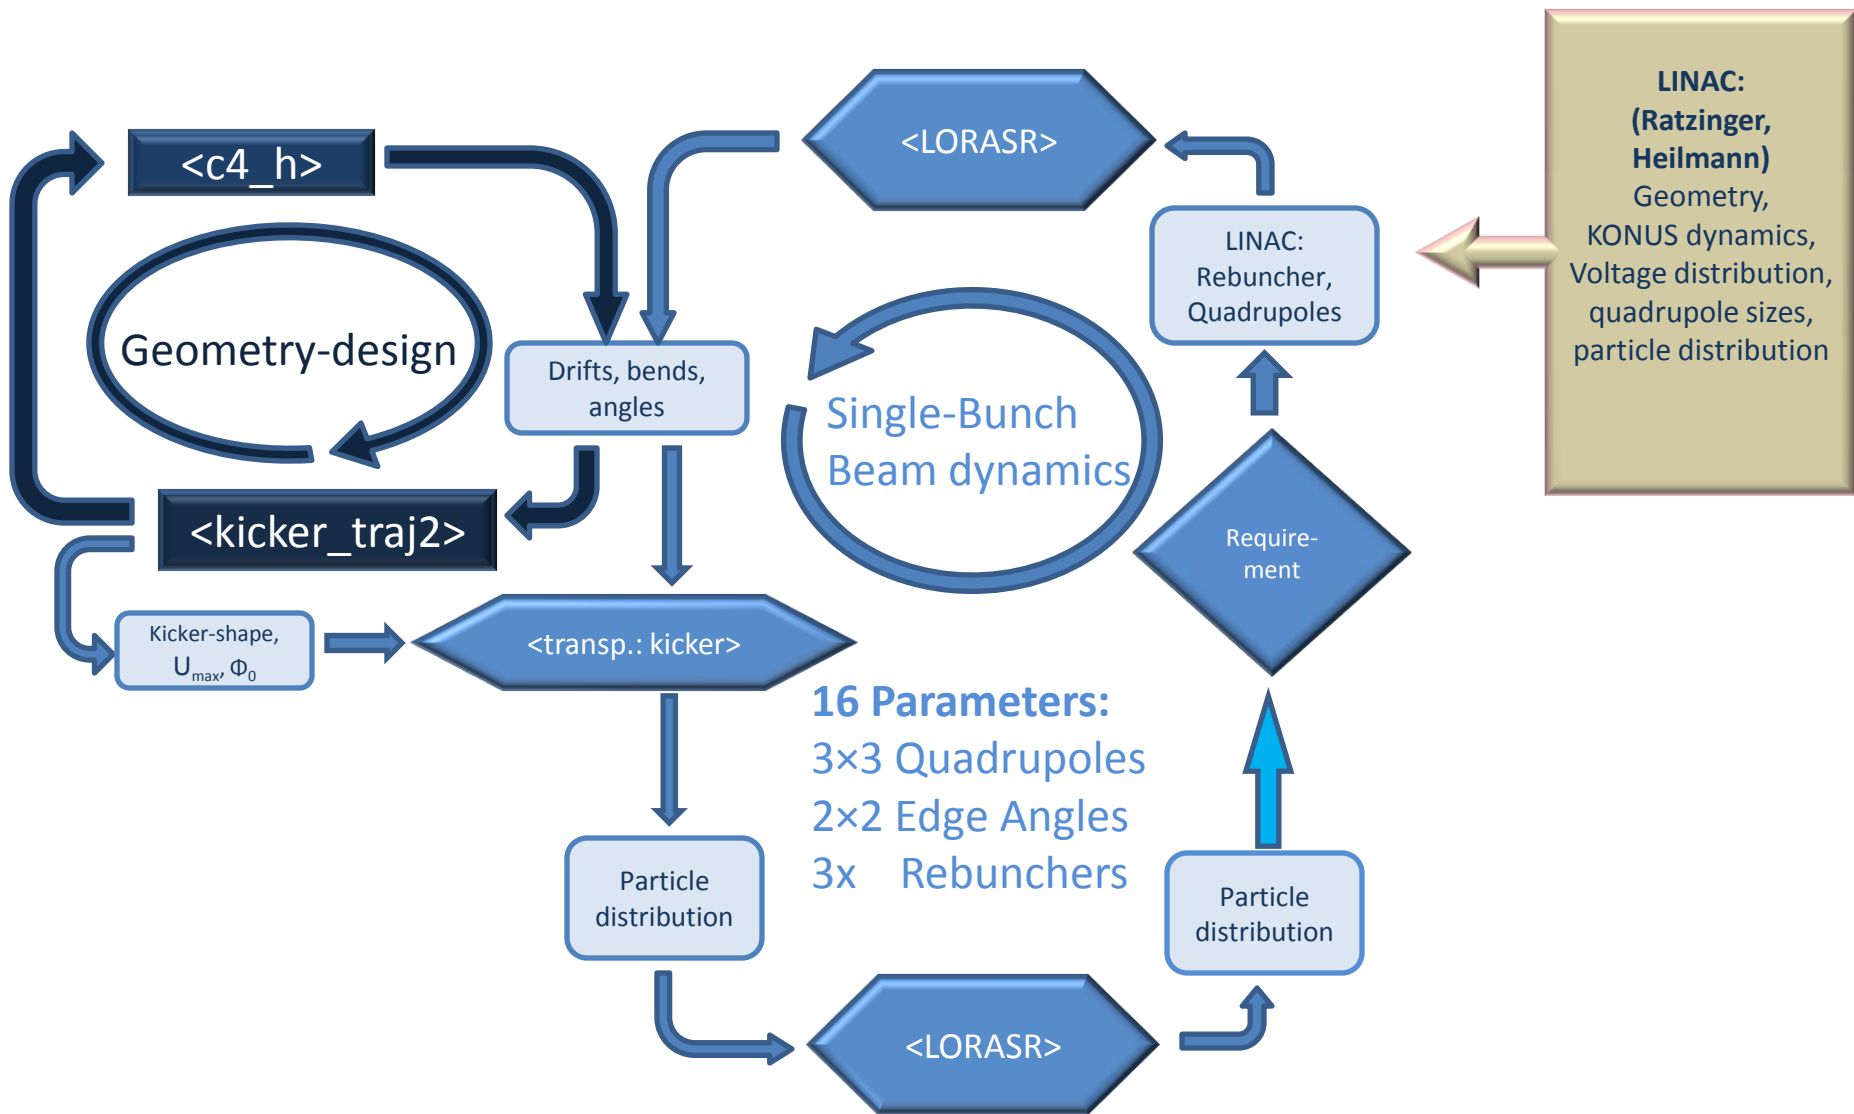 <c4_h>
Geometry-design
<kicker_traj2>
Kicker-shape,
Umax, Φ0
Drifts, bends,
angles
<transp.: kicker>
Particle
distribution
<LORASR>
Single-Bunch
Beam dynamics
16 Parameters:
3×3 Quadrupoles
2×2 Edge Angles
3x Rebunchers
<LORASR>
Particle
distribution
Require-
ment
LINAC:
Rebuncher,
Quadrupoles
LINAC:
(Ratzinger,
Heilmann)
Geometry,
KONUS dynamics,
Voltage distribution,
quadrupole sizes,
particle distribution